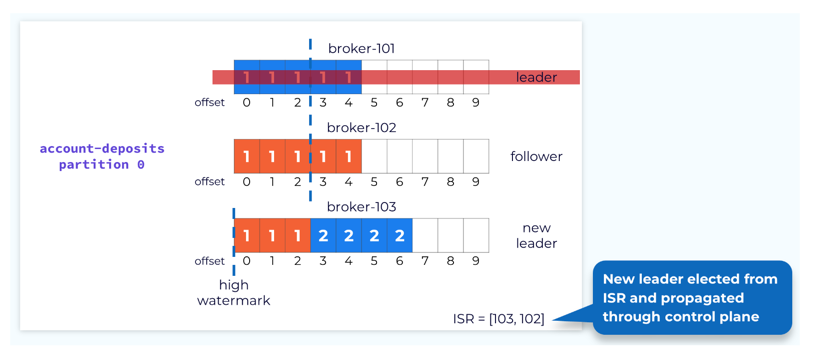 broker-101
1 1 1 1 1
leader
offset 0 1 2 3 4 5 6 7 8 9
broker-102
account-deposits
partition 0
1 1 1 1 1
follower
offset 0 1 2 3 4 5 6 7 8 9
broker-103
1 1 1 2 2 2 2
new
leader
offset 0 1 2 3 4 5 6 7 8 9
high
watermark
ISR = [103, 102]
New leader elected from
ISR and propagated
through control plane